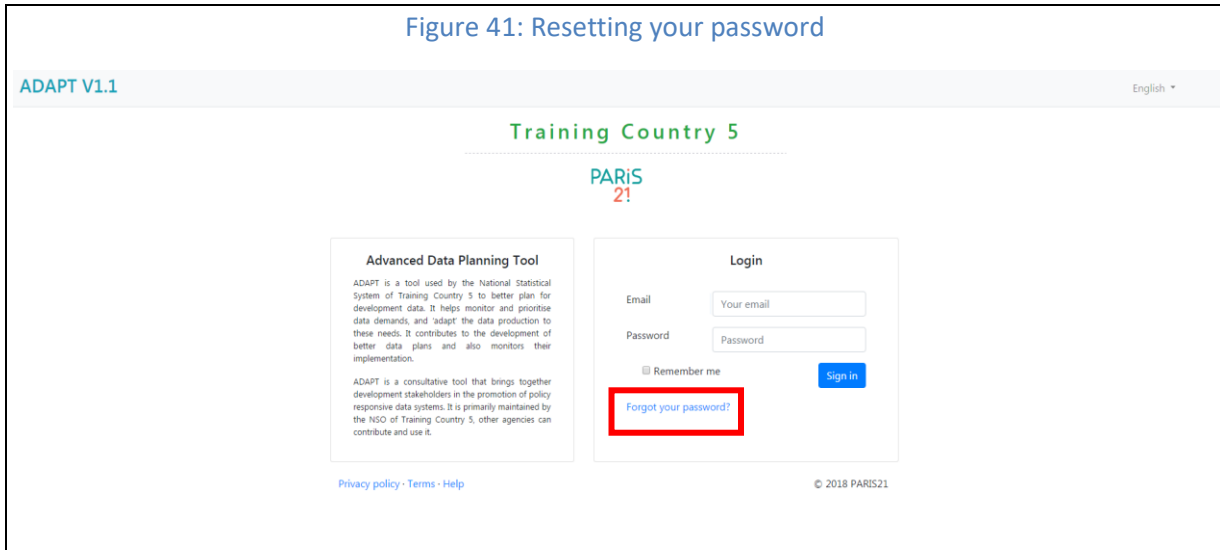 Figure 41: Resetting your password
ADAPT V1.1
English
Training Country 5
PARiS
21
Advanced Data Planning Tool
ADAPT is a tool used by the National Statistical
System of Training Country 5 to better plan for
development data. It helps monitor and prioritise
data demands, and 'adapt' the data production to
these needs. It contributes to the development of
better data plans and also monitors their
implementation.
ADAPT is a consultative tool that brings together
development stakeholders in the promotion of policy
responsive data systems. It is primarily maintained by
the NSO of Training Country 5, other agencies can
contribute and use it.
Login
Email
Your email
Password
Password
Remember me
Sign in
Forgot your password?
Privacy policy · Terms · Help
© 2018 PARIS21